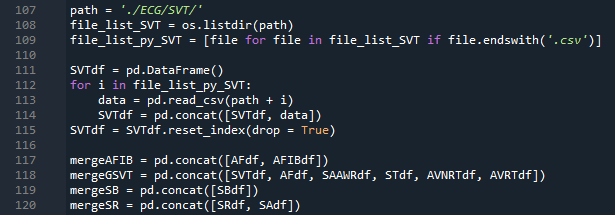 107 path = './ECG/SVT/'
108 file_list_SVT = os.listdir(path)
109 file_list_py_SVT = [file for file in file_list_SVT if file.endswith('.csv')]
110
111 SVTdf = pd.DataFrame()
112 for i in file_list_py_SVT:
113     data = pd.read_csv(path + i)
114     SVTdf = pd.concat([SVTdf, data])
115 SVTdf = SVTdf.reset_index(drop = True)
116
117 mergeAFIB = pd.concat([AFdf, AFIBdf])
118 mergeGSVT = pd.concat([SVTdf, AFdf, SAAWRdf, STdf, AVNRTdf, AVRTdf])
119 mergeSB = pd.concat([SBdf])
120 mergeSR = pd.concat([SRdf, SAdf])